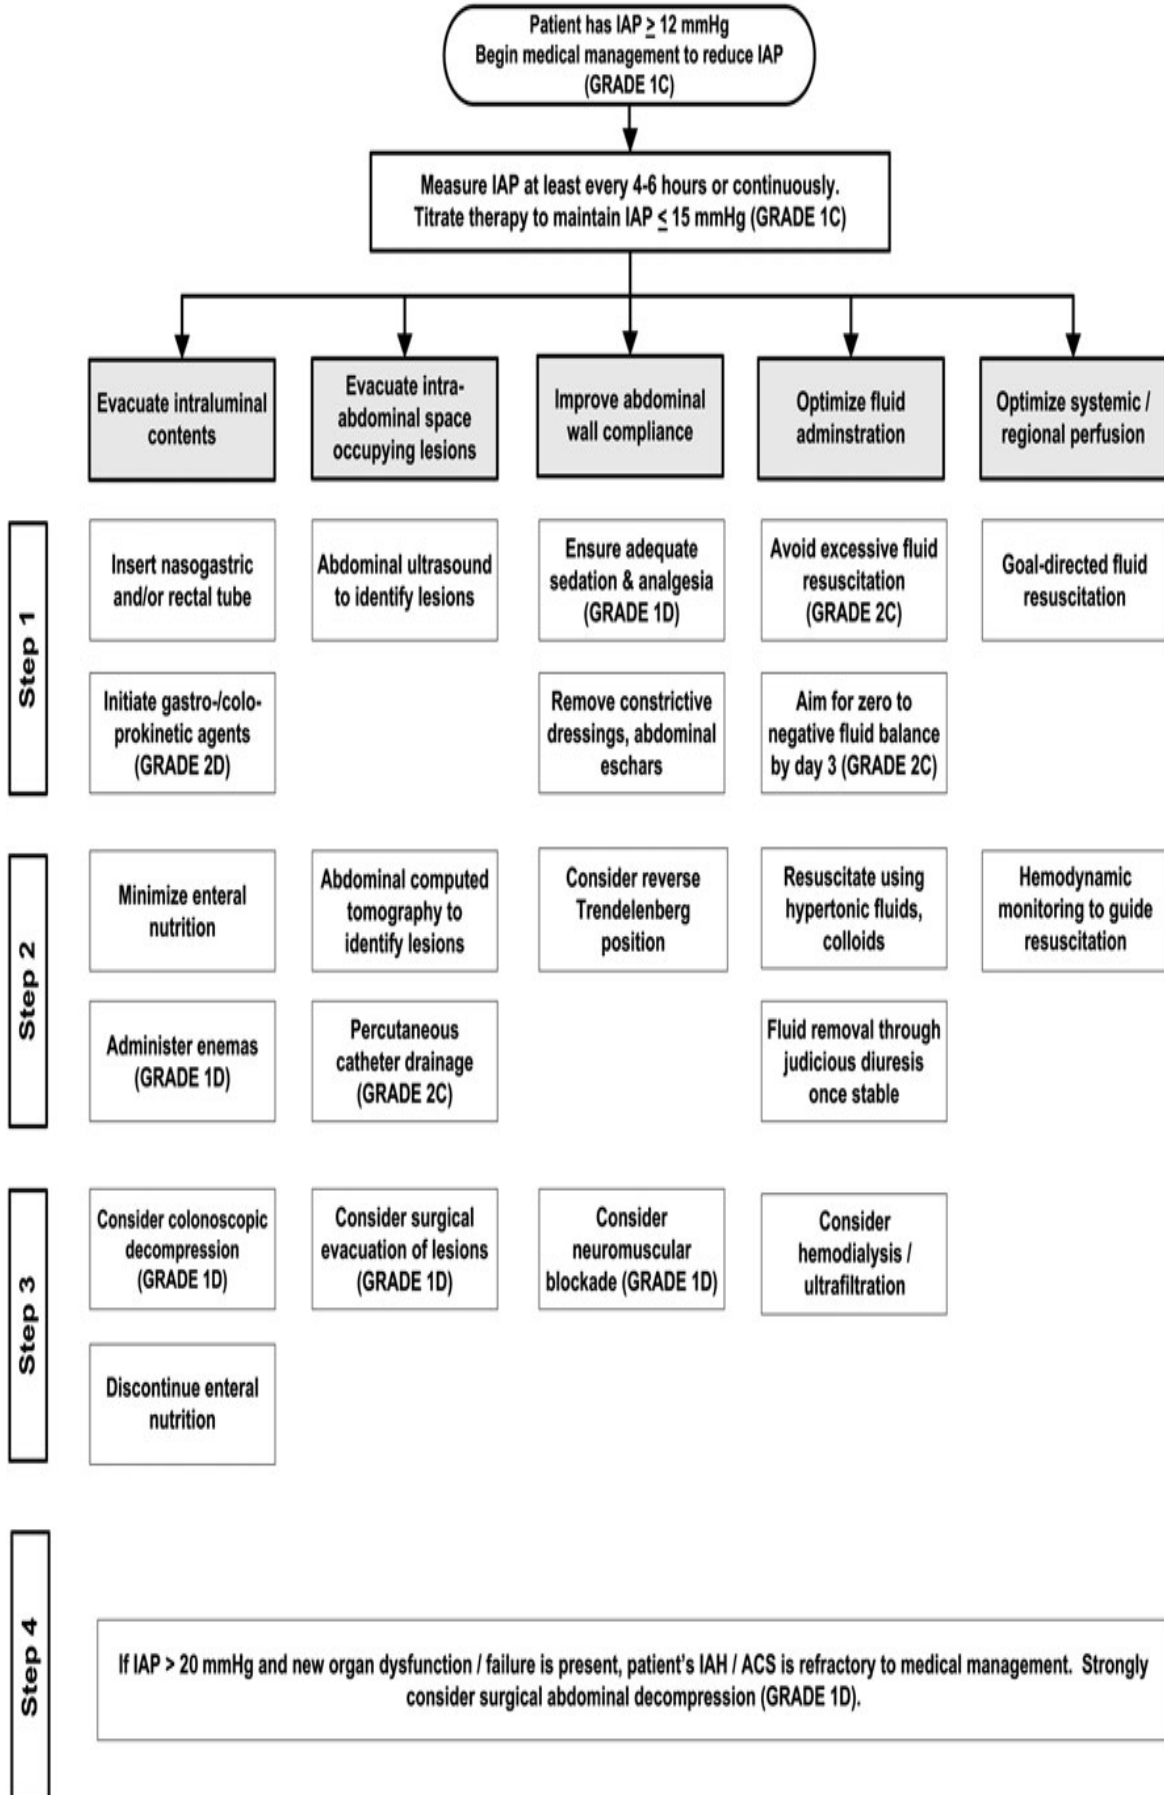 Patient has IAP ≥ 12 mmHg
Begin medical management to reduce IAP
(GRADE 1C)
Measure IAP at least every 4-6 hours or continuously.
Titrate therapy to maintain IAP ≤ 15 mmHg (GRADE 1C)
Evacuate intraluminal
contents
Evacuate intra-
abdominal space
occupying lesions
Improve abdominal
wall compliance
Optimize fluid
adminstration
Optimize systemic /
regional perfusion
Step 1
Insert nasogastric
and/or rectal tube
Abdominal ultrasound
to identify lesions
Ensure adequate
sedation & analgesia
(GRADE 1D)
Avoid excessive fluid
resuscitation
(GRADE 2C)
Goal-directed fluid
resuscitation
Initiate gastro-/colo-
prokinetic agents
(GRADE 2D)
Remove constrictive
dressings, abdominal
eschars
Aim for zero to
negative fluid balance
by day 3 (GRADE 2C)
Step 2
Minimize enteral
nutrition
Abdominal computed
tomography to
identify lesions
Consider reverse
Trendelenberg
position
Resuscitate using
hypertonic fluids,
colloids
Hemodynamic
monitoring to guide
resuscitation
Administer enemas
(GRADE 1D)
Percutaneous
catheter drainage
(GRADE 2C)
Fluid removal through
judicious diuresis
once stable
Step 3
Consider colonoscopic
decompression
(GRADE 1D)
Consider surgical
evacuation of lesions
(GRADE 1D)
Consider
neuromuscular
blockade (GRADE 1D)
Consider
hemodialysis /
ultrafiltration
Discontinue enteral
nutrition
Step 4
If IAP > 20 mmHg and new organ dysfunction / failure is present, patient's IAH / ACS is refractory to medical management. Strongly
consider surgical abdominal decompression (GRADE 1D).